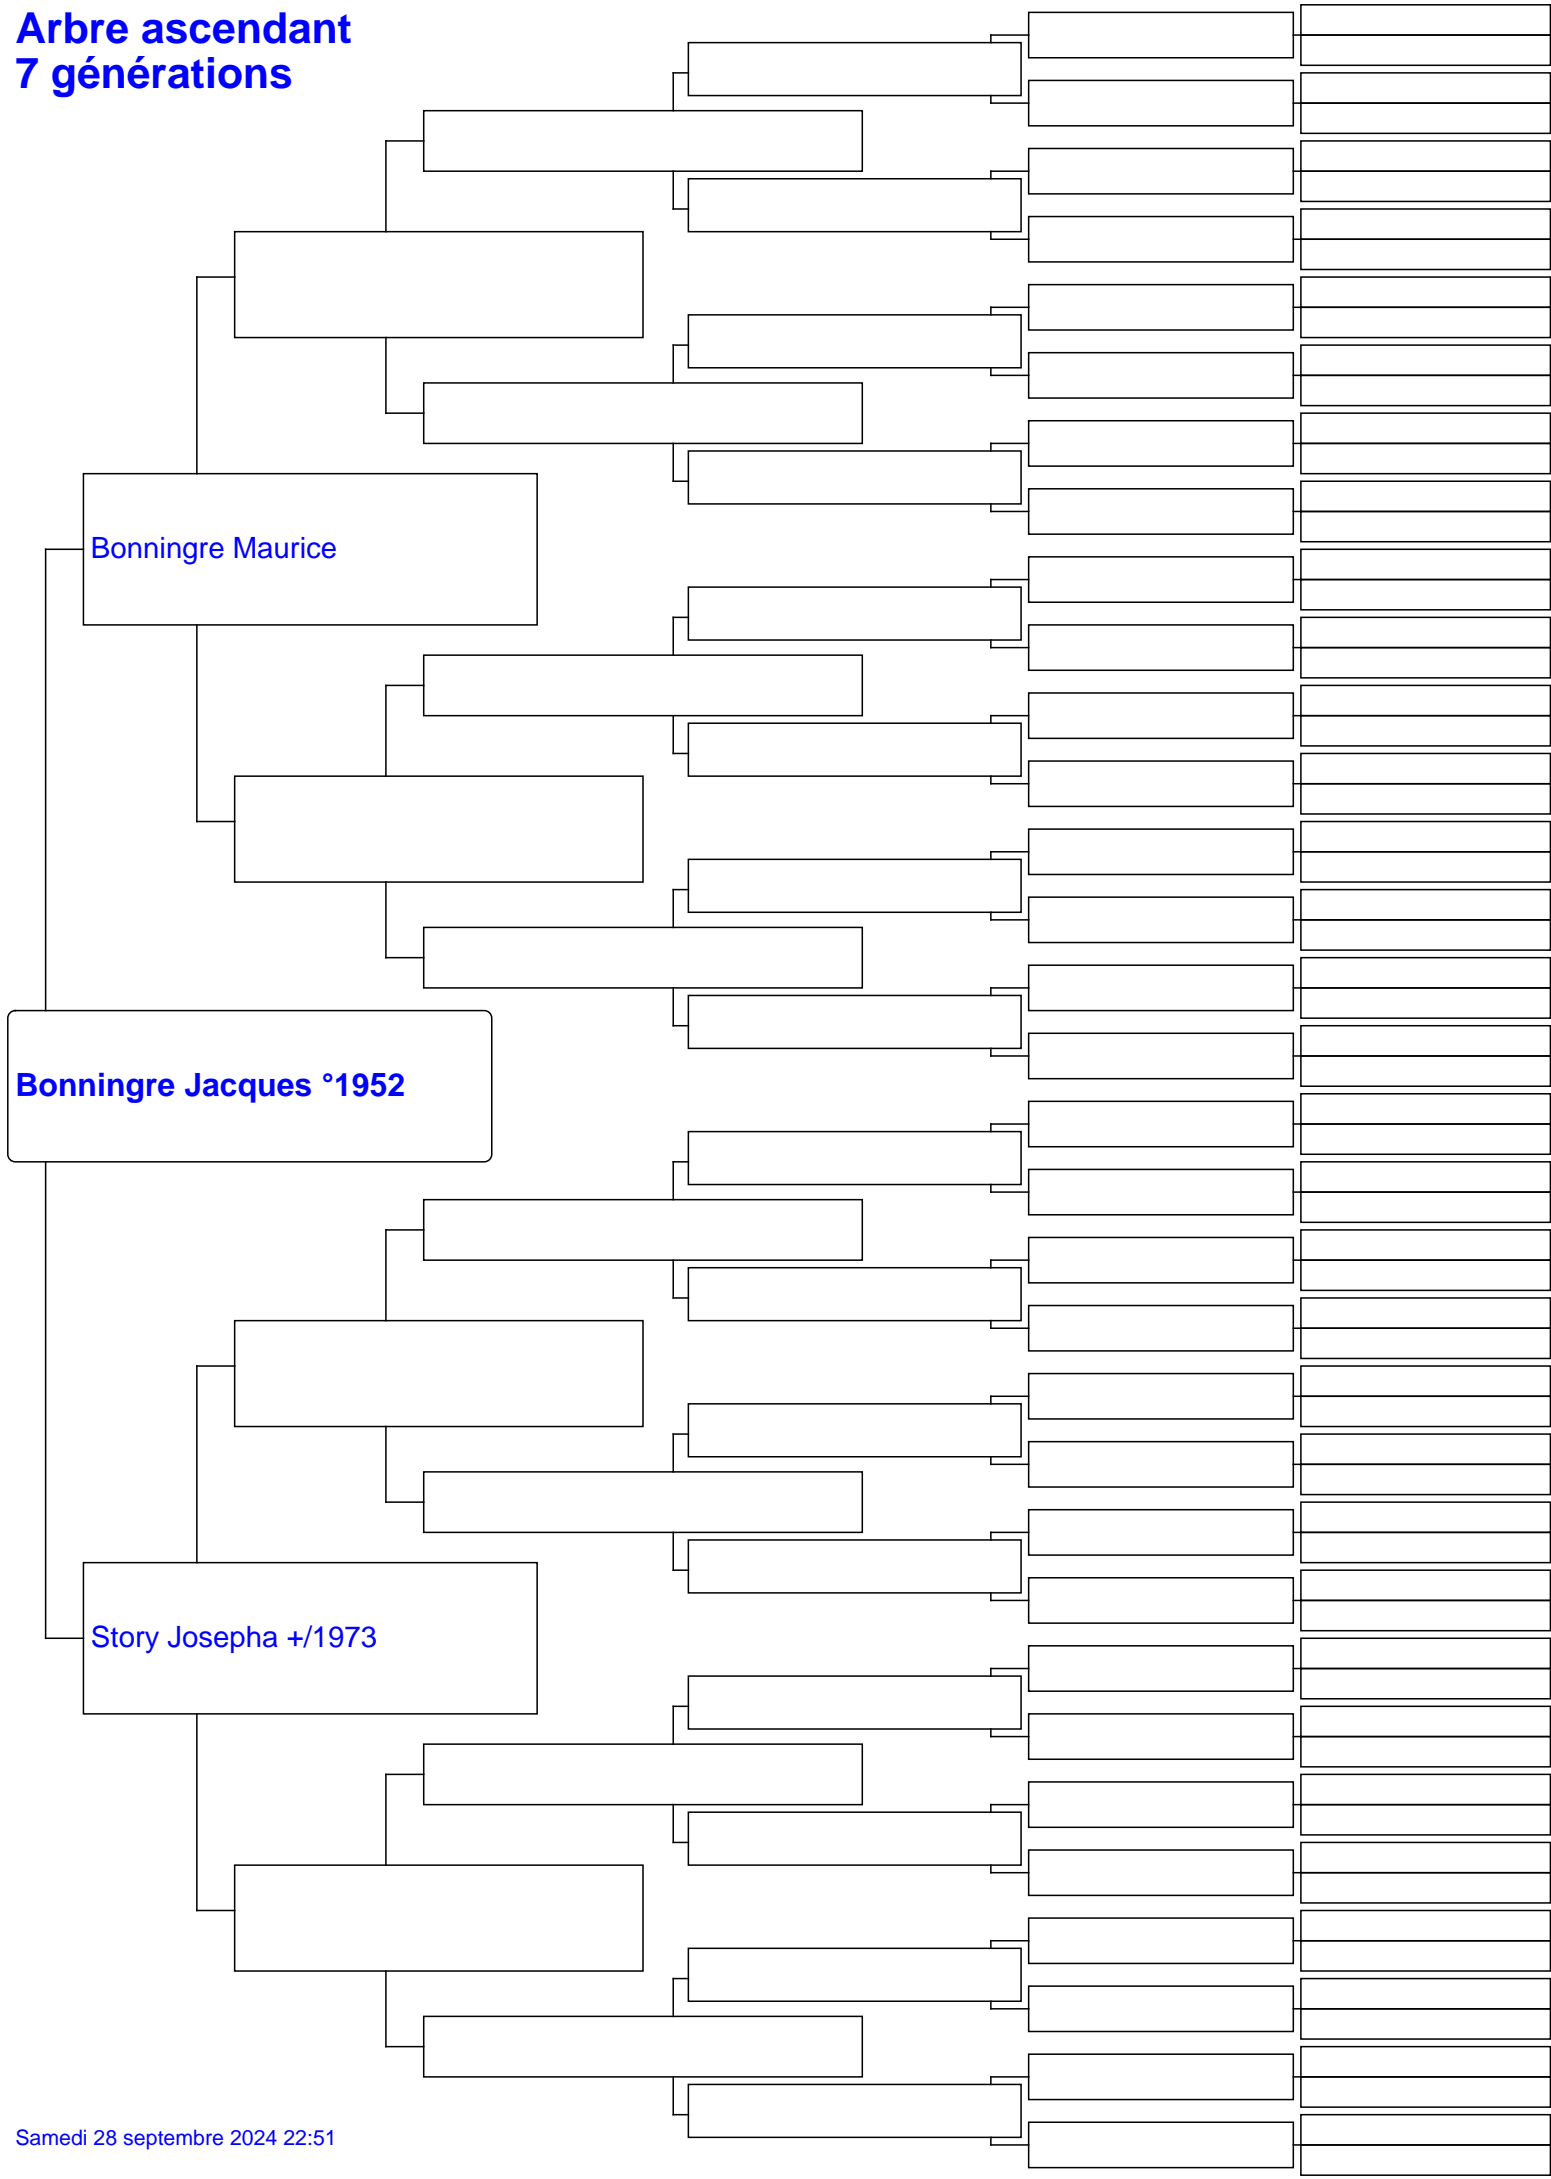 Arbre ascendant
7 générations
Bonningre Maurice
Bonningre Jacques °1952
Story Josepha +/1973
Samedi 28 septembre 2024 22:51